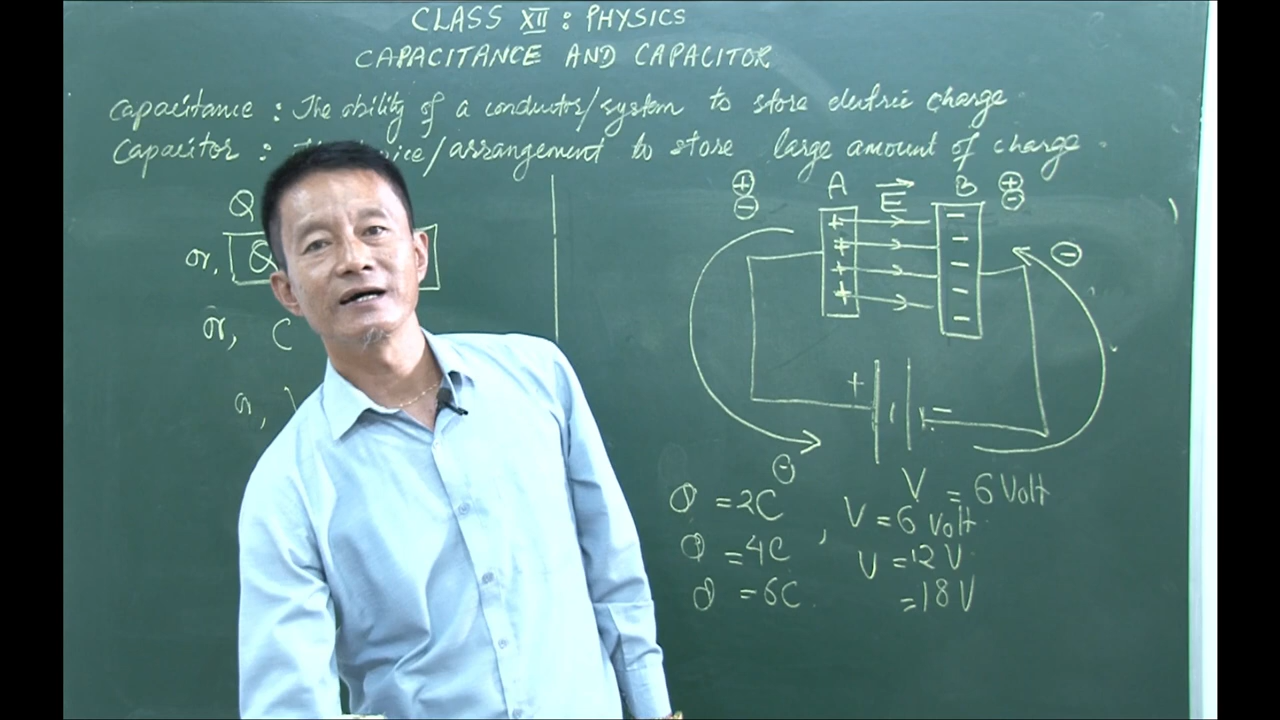 CLASS XII : PHYSICS
CAPACITANCE AND CAPACITOR
Capacitance : The ability of a conductor/system to store electric charge
Capacitor : /arrangement to store large amount of charge.
Q
or, Q
or, C
+ - A E B + -
+ -
+ -
+ -
+ -
-
-
+ -
-
V = 6 Volt
Q = 2C , V = 6 Volt
Q = 4C V = 12 V
Q = 6C. = 18 V